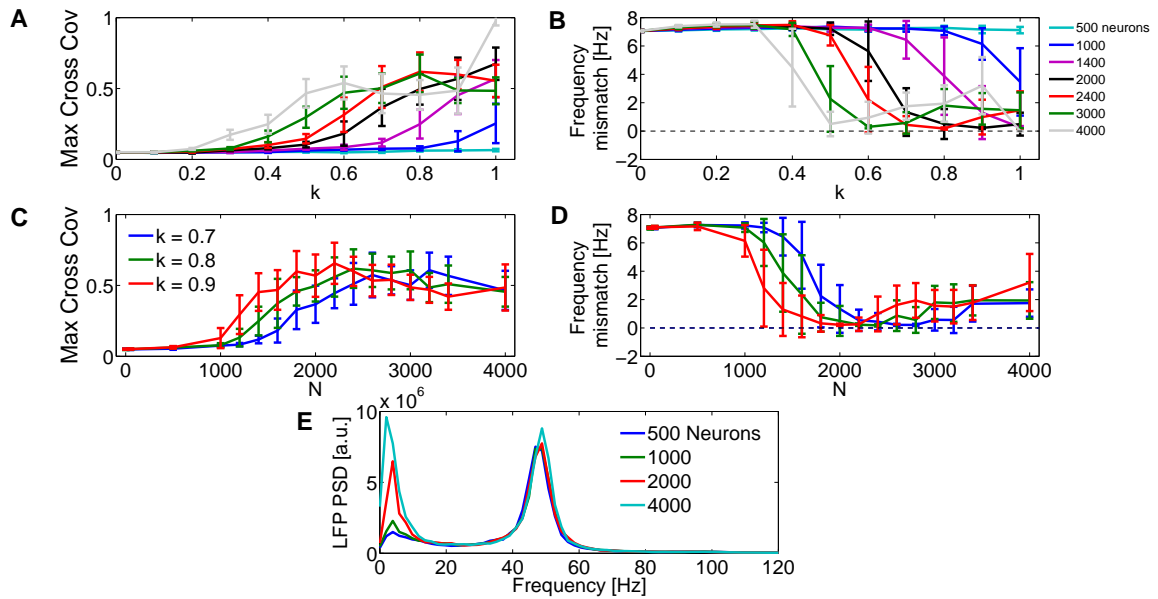 A
Max Cross Cov
1
0.5
0
0 0.2 0.4 0.6 0.8 1
k
B
Frequency
mismatch [Hz]
8
6
4
2
0
−2
0 0.2 0.4 0.6 0.8 1
k
500 neurons
1000
1400
2000
2400
3000
4000
C
Max Cross Cov
1
0.5
0
k = 0.7
k = 0.8
k = 0.9
0 1000 2000 3000 4000
N
D
Frequency
mismatch [Hz]
8
6
4
2
0
−2
0 1000 2000 3000 4000
N
E
x 10^6
LFP PSD [a.u.]
10
5
0
500 Neurons
1000
2000
4000
0 20 40 60 80 100 120
Frequency [Hz]